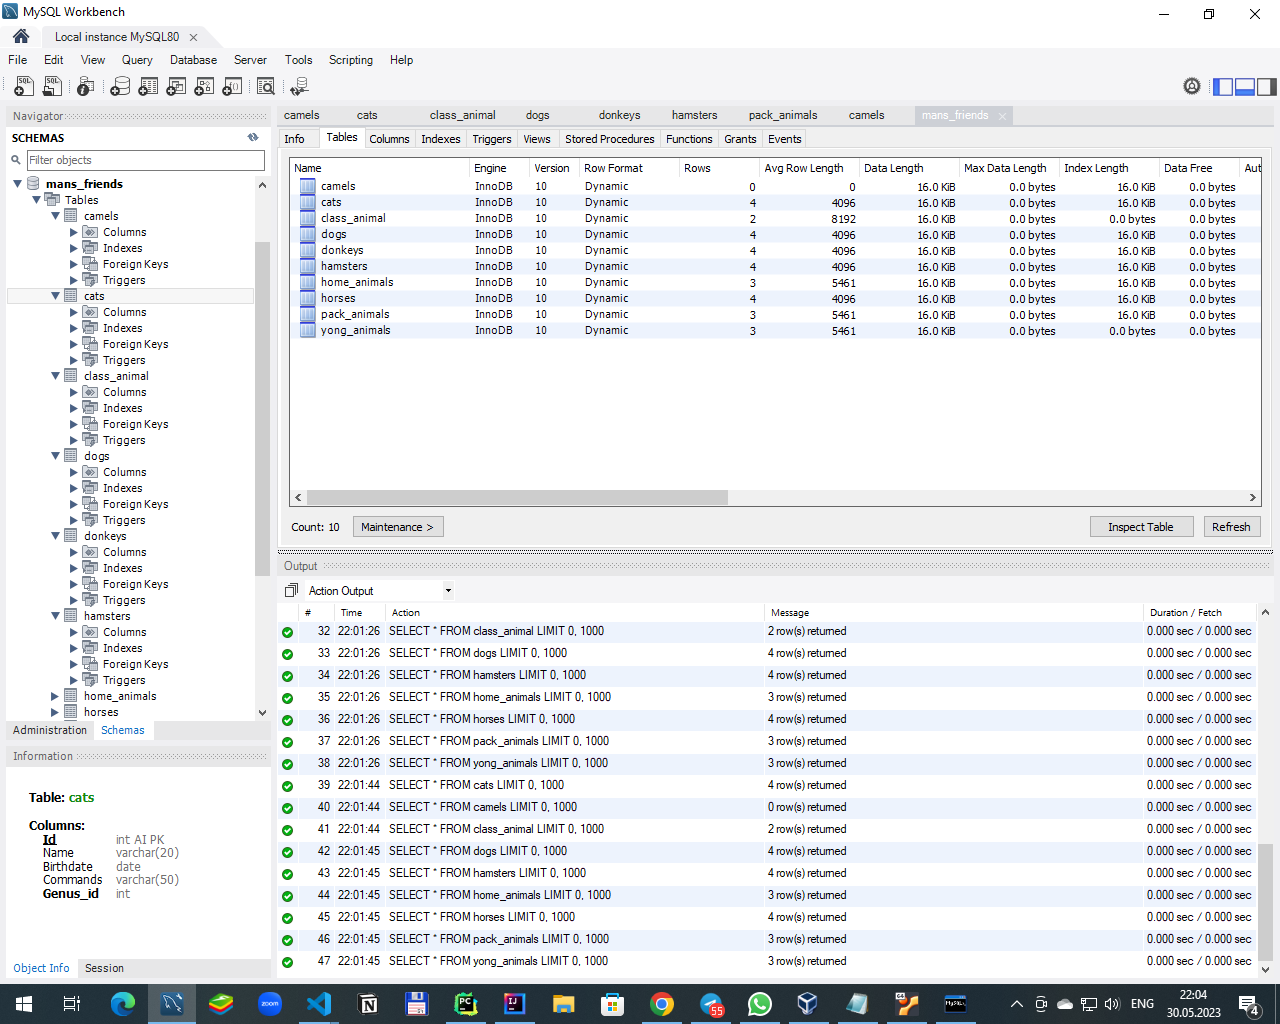 MySQL Workbench
Local instance MySQL80
File Edit View Query Database Server Tools Scripting Help
Navigator
SCHEMAS
Filter objects
mans_friends
Tables
camels
Columns
Indexes
Foreign Keys
Triggers
cats
Columns
Indexes
Foreign Keys
Triggers
class_animal
Columns
Indexes
Foreign Keys
Triggers
dogs
Columns
Indexes
Foreign Keys
Triggers
donkeys
Columns
Indexes
Foreign Keys
Triggers
hamsters
Columns
Indexes
Foreign Keys
Triggers
home_animals
horses
Administration Schemas
Information
Table: cats
Columns:
Id int AI PK
Name varchar(20)
Birthdate date
Commands varchar(50)
Genus_id int
Object Info Session
camels cats class_animal dogs donkeys hamsters pack_animals camels mans_friends
Info Tables Columns Indexes Triggers Views Stored Procedures Functions Grants Events
Name Engine Version Row Format Rows Avg Row Length Data Length Max Data Length Index Length Data Free Aut
camels InnoDB 10 Dynamic 0 0 16.0 KiB 0.0 bytes 16.0 KiB 0.0 bytes
cats InnoDB 10 Dynamic 4 4096 16.0 KiB 0.0 bytes 16.0 KiB 0.0 bytes
class_animal InnoDB 10 Dynamic 2 8192 16.0 KiB 0.0 bytes 0.0 bytes 0.0 bytes
dogs InnoDB 10 Dynamic 4 4096 16.0 KiB 0.0 bytes 16.0 KiB 0.0 bytes
donkeys InnoDB 10 Dynamic 4 4096 16.0 KiB 0.0 bytes 16.0 KiB 0.0 bytes
hamsters InnoDB 10 Dynamic 4 4096 16.0 KiB 0.0 bytes 16.0 KiB 0.0 bytes
home_animals InnoDB 10 Dynamic 3 5461 16.0 KiB 0.0 bytes 16.0 KiB 0.0 bytes
horses InnoDB 10 Dynamic 4 4096 16.0 KiB 0.0 bytes 16.0 KiB 0.0 bytes
pack_animals InnoDB 10 Dynamic 3 5461 16.0 KiB 0.0 bytes 16.0 KiB 0.0 bytes
yong_animals InnoDB 10 Dynamic 3 5461 16.0 KiB 0.0 bytes 0.0 bytes 0.0 bytes
Count: 10 Maintenance > Inspect Table Refresh
Output
Action Output
# Time Action Message Duration / Fetch
32 22:01:26 SELECT * FROM class_animal LIMIT 0, 1000 2 row(s) returned 0.000 sec / 0.000 sec
33 22:01:26 SELECT * FROM dogs LIMIT 0, 1000 4 row(s) returned 0.000 sec / 0.000 sec
34 22:01:26 SELECT * FROM hamsters LIMIT 0, 1000 4 row(s) returned 0.000 sec / 0.000 sec
35 22:01:26 SELECT * FROM home_animals LIMIT 0, 1000 3 row(s) returned 0.000 sec / 0.000 sec
36 22:01:26 SELECT * FROM horses LIMIT 0, 1000 4 row(s) returned 0.000 sec / 0.000 sec
37 22:01:26 SELECT * FROM pack_animals LIMIT 0, 1000 3 row(s) returned 0.000 sec / 0.000 sec
38 22:01:26 SELECT * FROM yong_animals LIMIT 0, 1000 3 row(s) returned 0.000 sec / 0.000 sec
39 22:01:44 SELECT * FROM cats LIMIT 0, 1000 4 row(s) returned 0.000 sec / 0.000 sec
40 22:01:44 SELECT * FROM camels LIMIT 0, 1000 0 row(s) returned 0.000 sec / 0.000 sec
41 22:01:44 SELECT * FROM class_animal LIMIT 0, 1000 2 row(s) returned 0.000 sec / 0.000 sec
42 22:01:45 SELECT * FROM dogs LIMIT 0, 1000 4 row(s) returned 0.000 sec / 0.000 sec
43 22:01:45 SELECT * FROM hamsters LIMIT 0, 1000 4 row(s) returned 0.000 sec / 0.000 sec
44 22:01:45 SELECT * FROM home_animals LIMIT 0, 1000 3 row(s) returned 0.000 sec / 0.000 sec
45 22:01:45 SELECT * FROM horses LIMIT 0, 1000 4 row(s) returned 0.000 sec / 0.000 sec
46 22:01:45 SELECT * FROM pack_animals LIMIT 0, 1000 3 row(s) returned 0.000 sec / 0.000 sec
47 22:01:45 SELECT * FROM yong_animals LIMIT 0, 1000 3 row(s) returned 0.000 sec / 0.000 sec
zoom
PC
IJ
55
ENG
22:04
30.05.2023
4